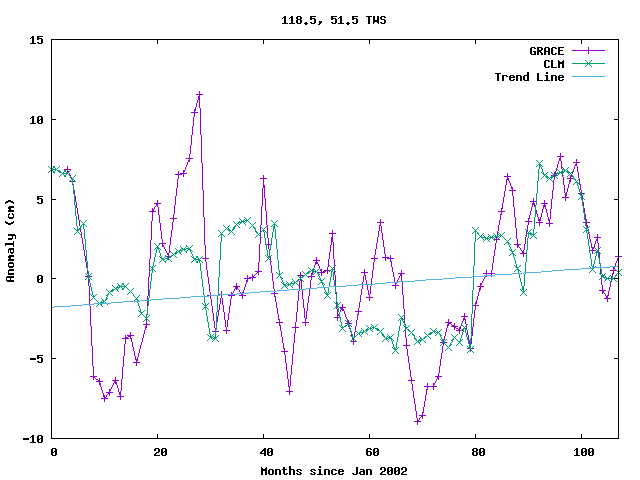 118.5, 51.5 TWS
GRACE
CLM
Trend Line
15
10
5
0
-5
-10
Anomaly (cm)
0 20 40 60 80 100
Months since Jan 2002